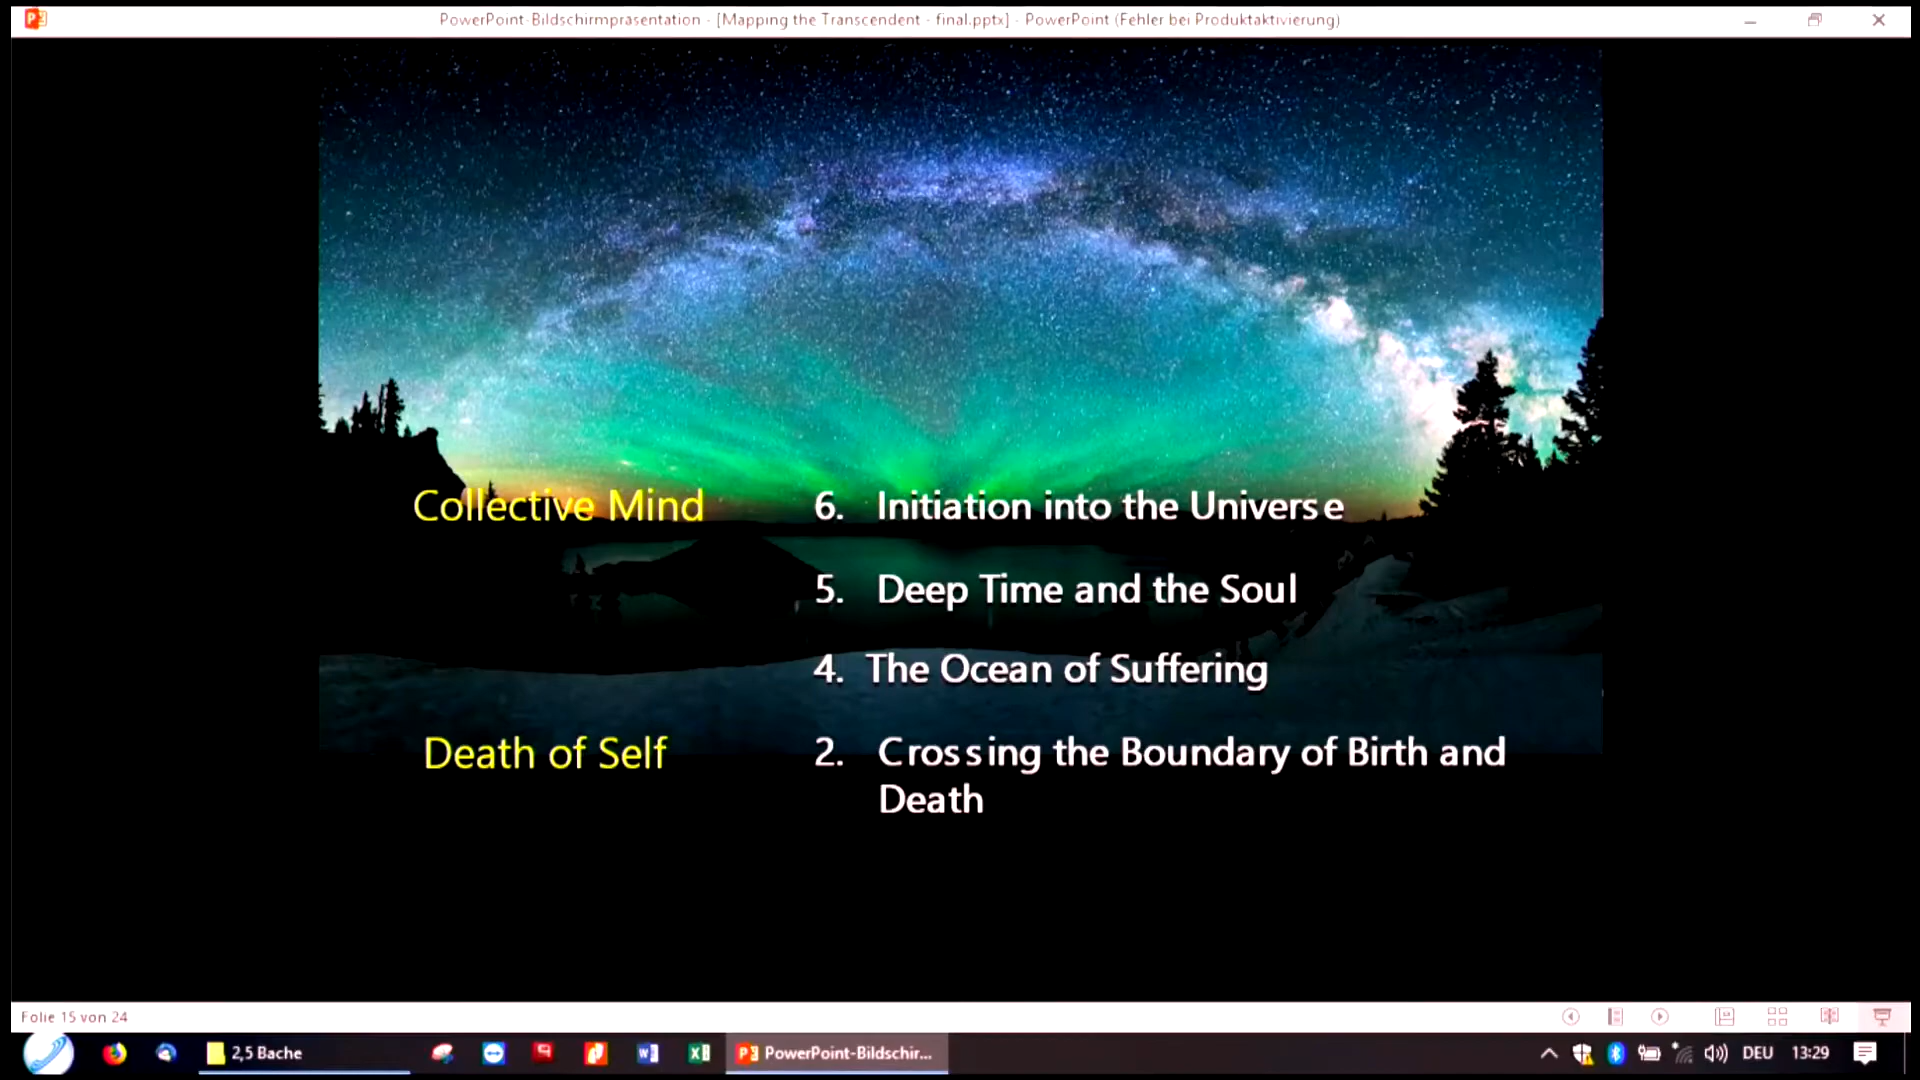 PowerPoint-Bildschirmpräsentation - [Mapping the Transcendent - final.pptx] - PowerPoint (Fehler bei Produktaktivierung)
Collective Mind
6. Initiation into the Universe
5. Deep Time and the Soul
4. The Ocean of Suffering
Death of Self
2. Crossing the Boundary of Birth and
Death
Folie 15 von 24
2,5 Bache
PowerPoint-Bildschir...
DEU
13:29